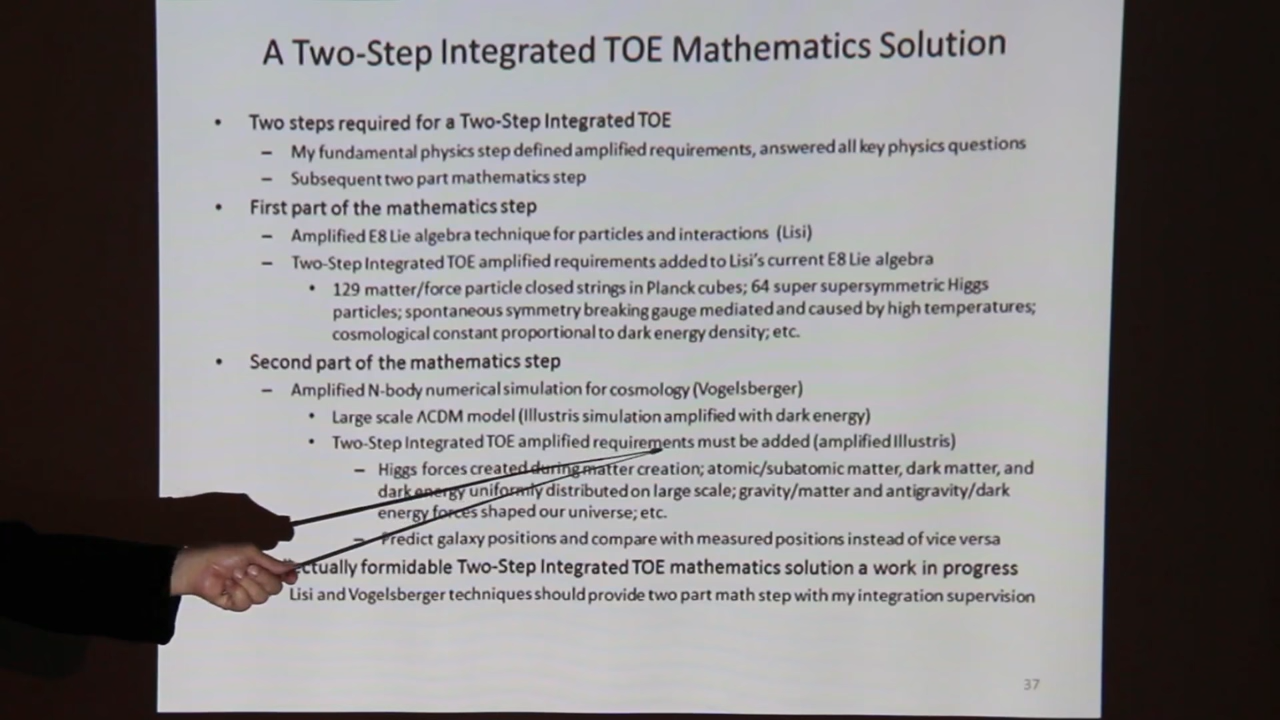 A Two-Step Integrated TOE Mathematics Solution
• Two steps required for a Two-Step Integrated TOE
– My fundamental physics step defined amplified requirements, answered all key physics questions
– Subsequent two part mathematics step
• First part of the mathematics step
– Amplified E8 Lie algebra technique for particles and interactions (Lisi)
– Two-Step Integrated TOE amplified requirements added to Lisi's current E8 Lie algebra
• 129 matter/force particle closed strings in Planck cubes; 64 super supersymmetric Higgs
particles; spontaneous symmetry breaking gauge mediated and caused by high temperatures;
cosmological constant proportional to dark energy density; etc.
• Second part of the mathematics step
– Amplified N-body numerical simulation for cosmology (Vogelsberger)
• Large scale ΛCDM model (Illustris simulation amplified with dark energy)
• Two-Step Integrated TOE amplified requirements must be added (amplified Illustris)
– Higgs forces created during matter creation; atomic/subatomic matter, dark matter, and
dark energy uniformly distributed on large scale; gravity/matter and antigravity/dark
energy forces shaped our universe; etc.
– Predict galaxy positions and compare with measured positions instead of vice versa
formidable Two-Step Integrated TOE mathematics solution a work in progress
Lisi and Vogelsberger techniques should provide two part math step with my integration supervision
37